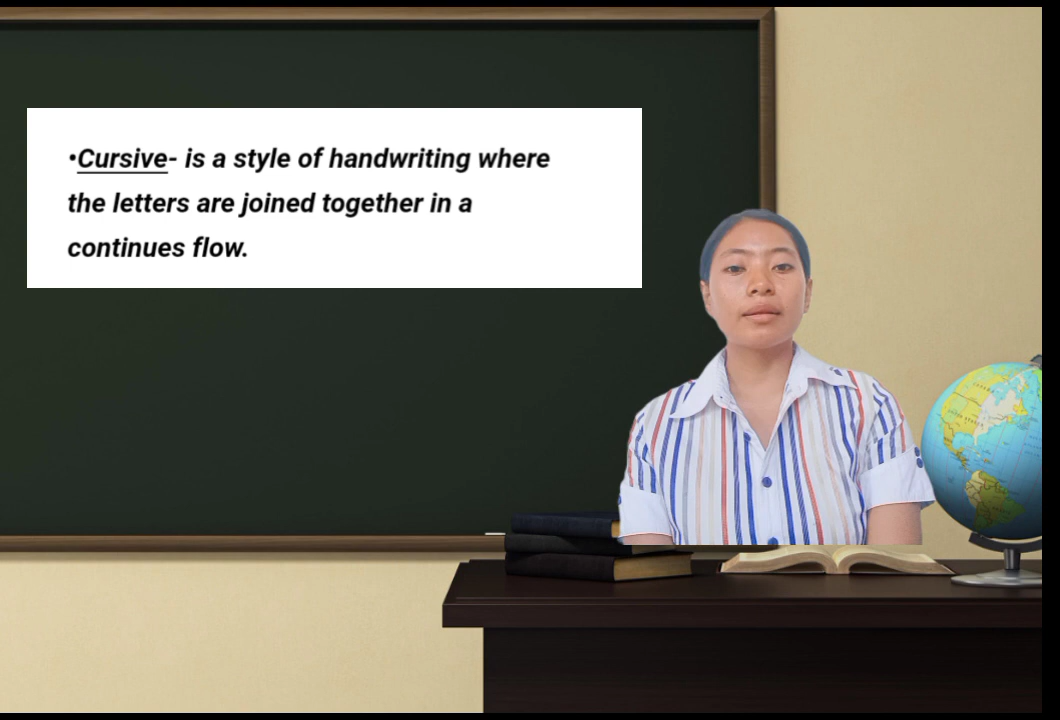 •Cursive- is a style of handwriting where
the letters are joined together in a
continues flow.